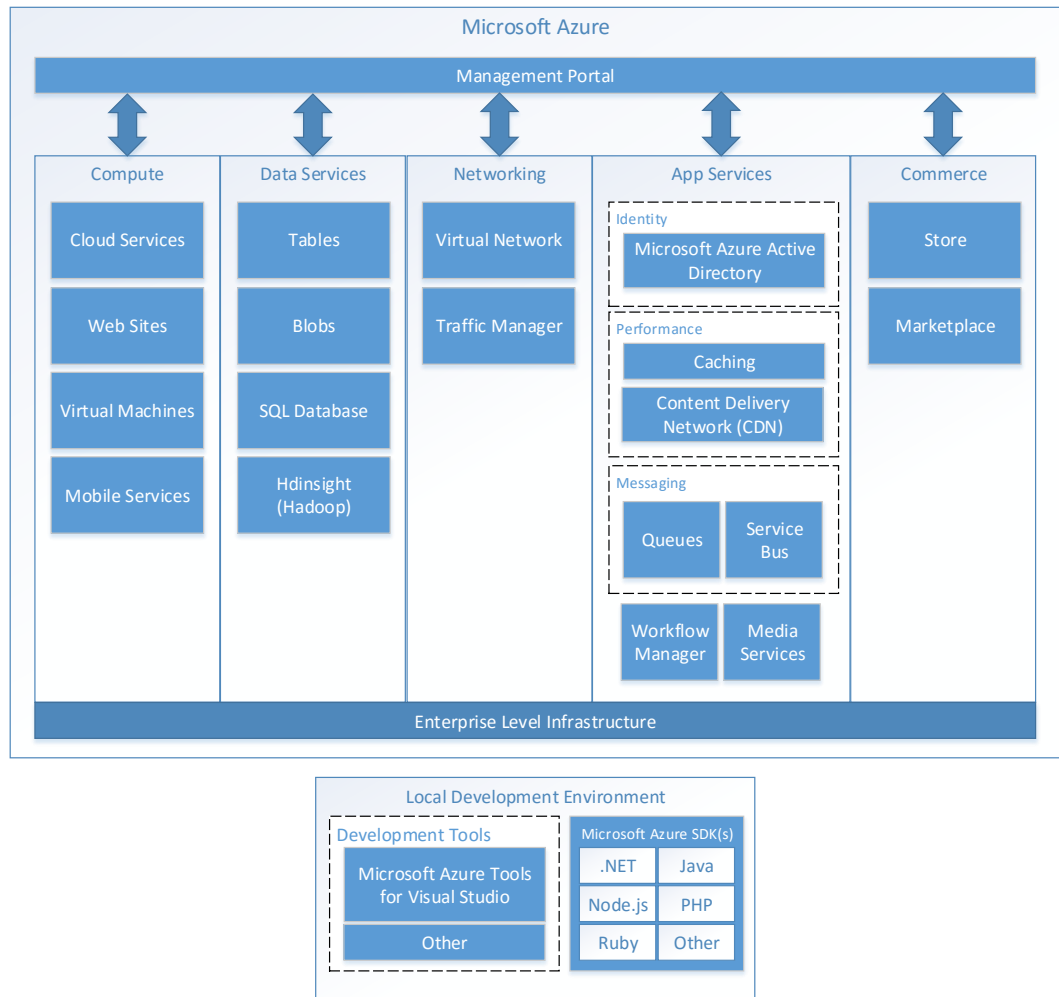 Microsoft Azure
Management Portal
Compute
Cloud Services
Web Sites
Virtual Machines
Mobile Services
Data Services
Tables
Blobs
SQL Database
Hdinsight
(Hadoop)
Networking
Virtual Network
Traffic Manager
App Services
Identity
Microsoft Azure Active
Directory
Performance
Caching
Content Delivery
Network (CDN)
Messaging
Queues
Service
Bus
Workflow
Manager
Media
Services
Commerce
Store
Marketplace
Enterprise Level Infrastructure
Local Development Environment
Development Tools
Microsoft Azure Tools
for Visual Studio
Other
Microsoft Azure SDK(s)
.NET
Java
Node.js
PHP
Ruby
Other